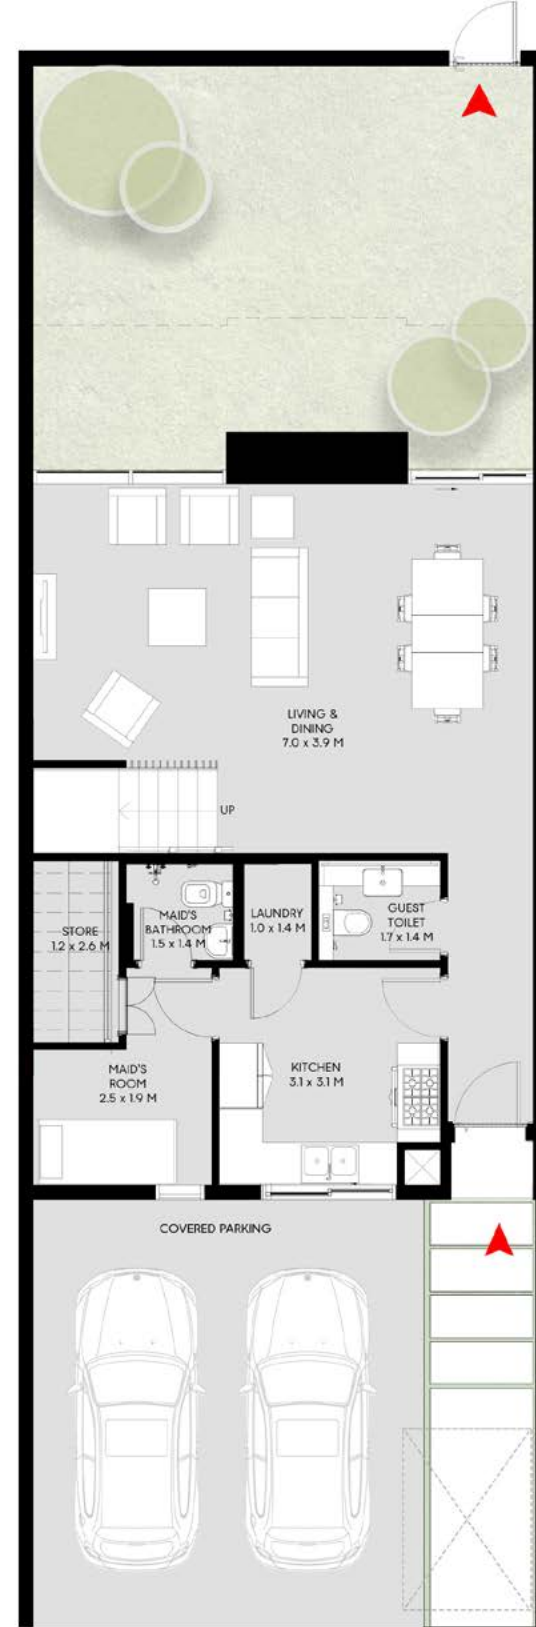 LIVING &
DINING
7.0 x 3.9 M
UP
STORE
1.2 x 2.6 M
MAID'S
BATHROOM
1.5 x 1.4 M
LAUNDRY
1.0 x 1.4 M
GUEST
TOILET
1.7 x 1.4 M
MAID'S
ROOM
2.5 x 1.9 M
KITCHEN
3.1 x 3.1 M
COVERED PARKING